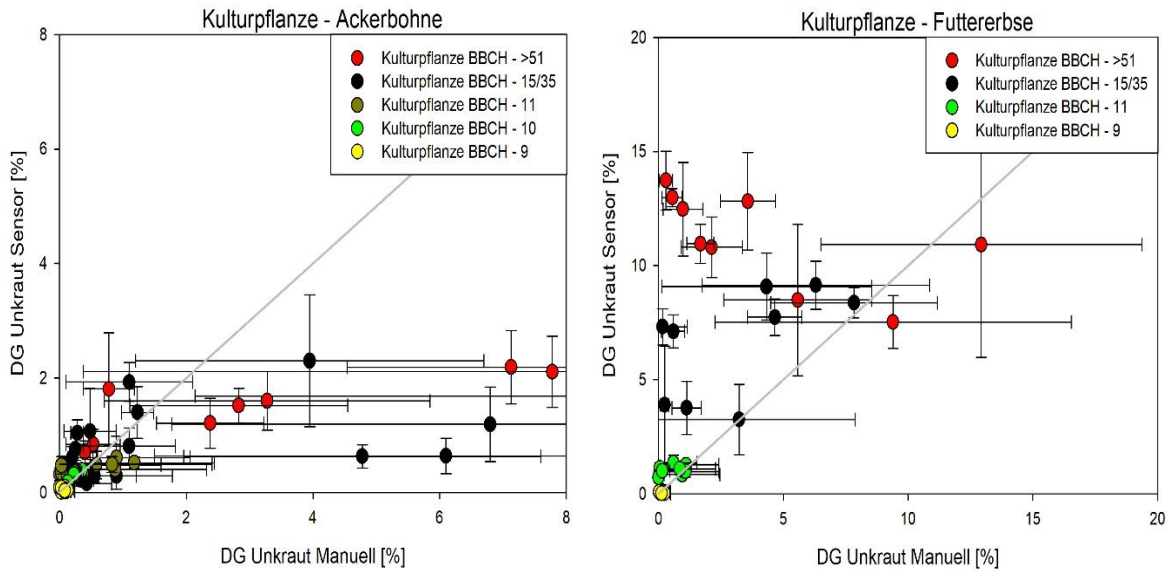 Kulturpflanze - Ackerbohne
8
6
4
2
0
DG Unkraut Sensor [%]
Kulturpflanze BBCH - >51
Kulturpflanze BBCH - 15/35
Kulturpflanze BBCH - 11
Kulturpflanze BBCH - 10
Kulturpflanze BBCH - 9
0 2 4 6 8
DG Unkraut Manuell [%]
Kulturpflanze - Futtererbse
20
15
10
5
0
DG Unkraut Sensor [%]
Kulturpflanze BBCH - >51
Kulturpflanze BBCH - 15/35
Kulturpflanze BBCH - 11
Kulturpflanze BBCH - 9
0 5 10 15 20
DG Unkraut Manuell [%]